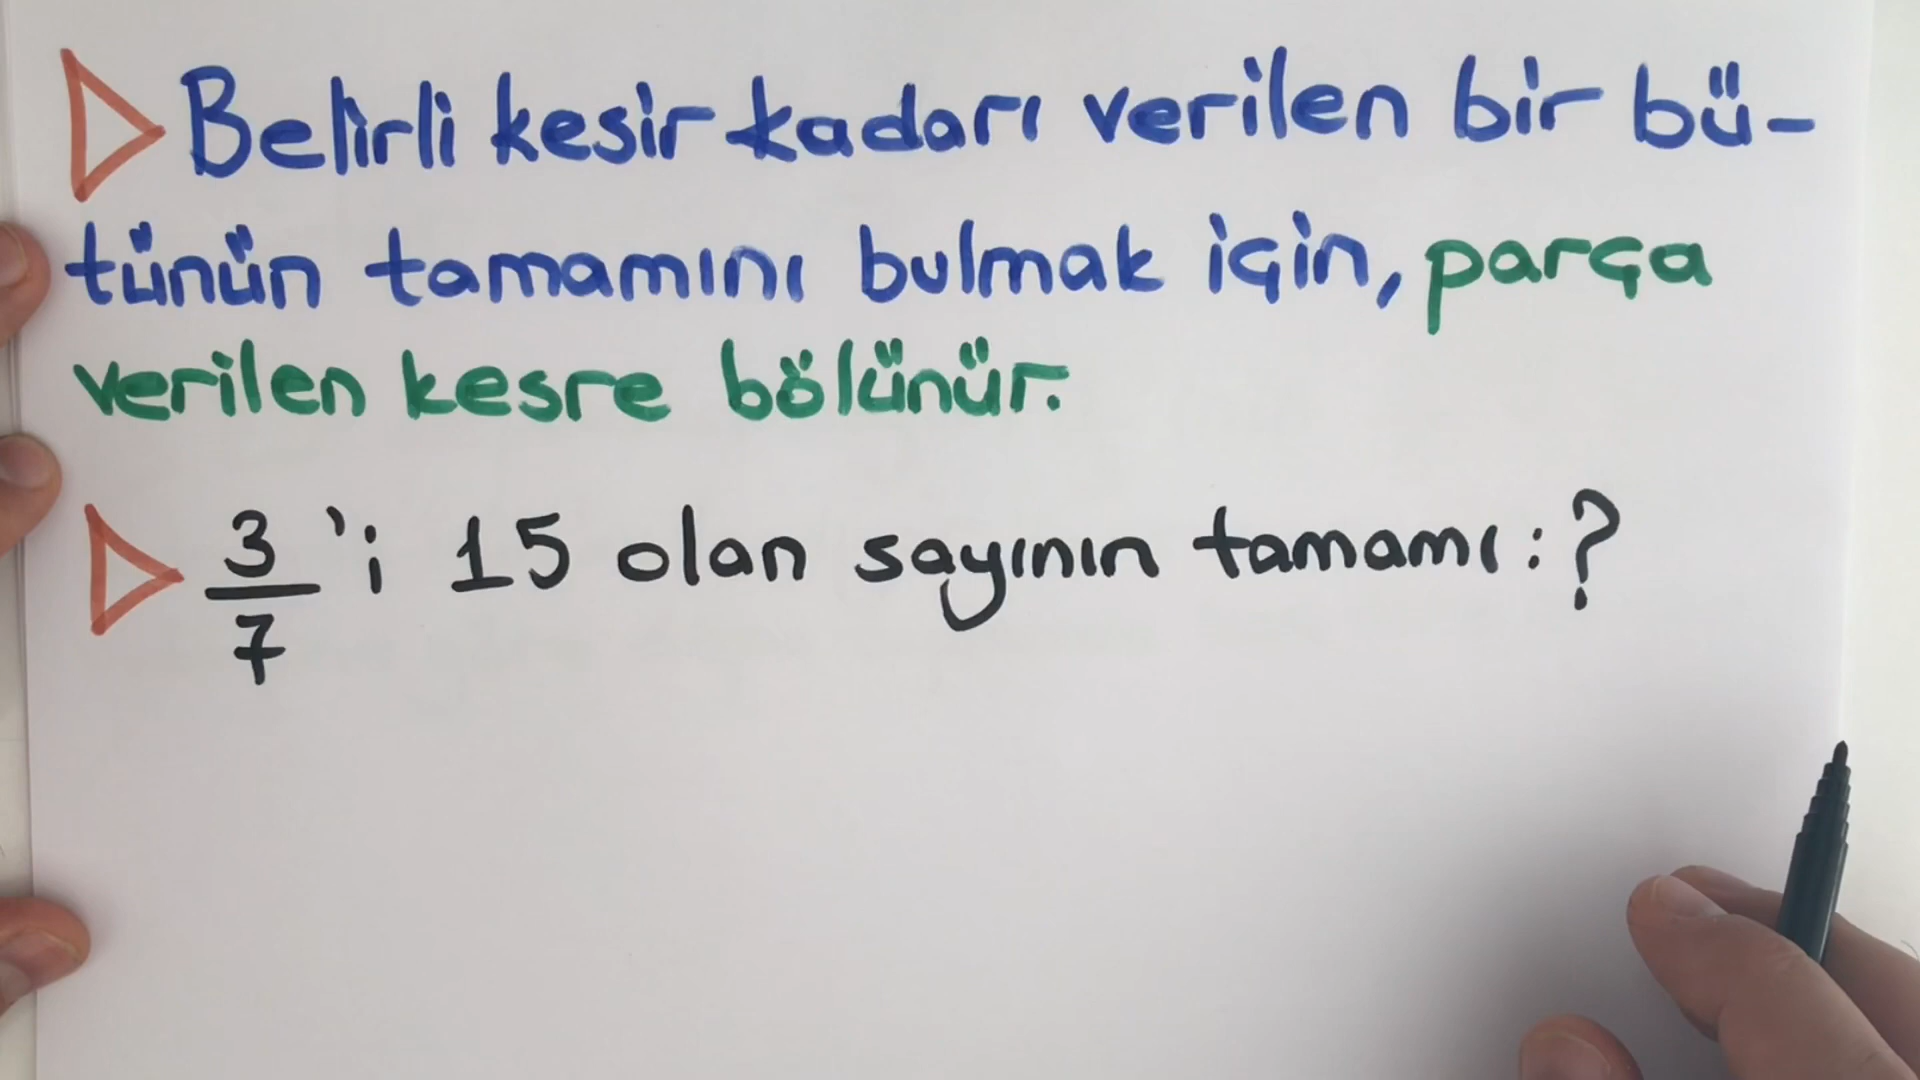 Belirli kesir kadarı verilen bir bü-
tünün tamamını bulmak için, parça
verilen kesre bölünür.
3/7 'i 15 olan sayının tamamı : ?